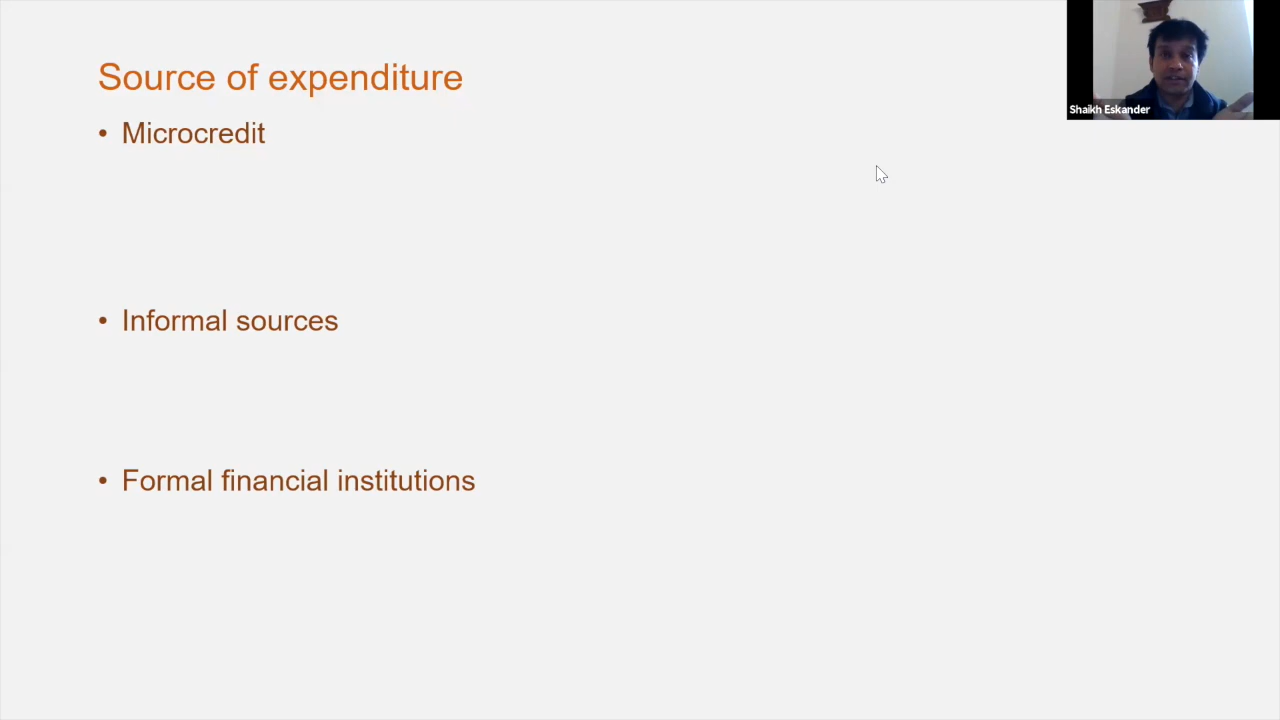 Source of expenditure
• Microcredit
• Informal sources
• Formal financial institutions
Shaikh Eskander